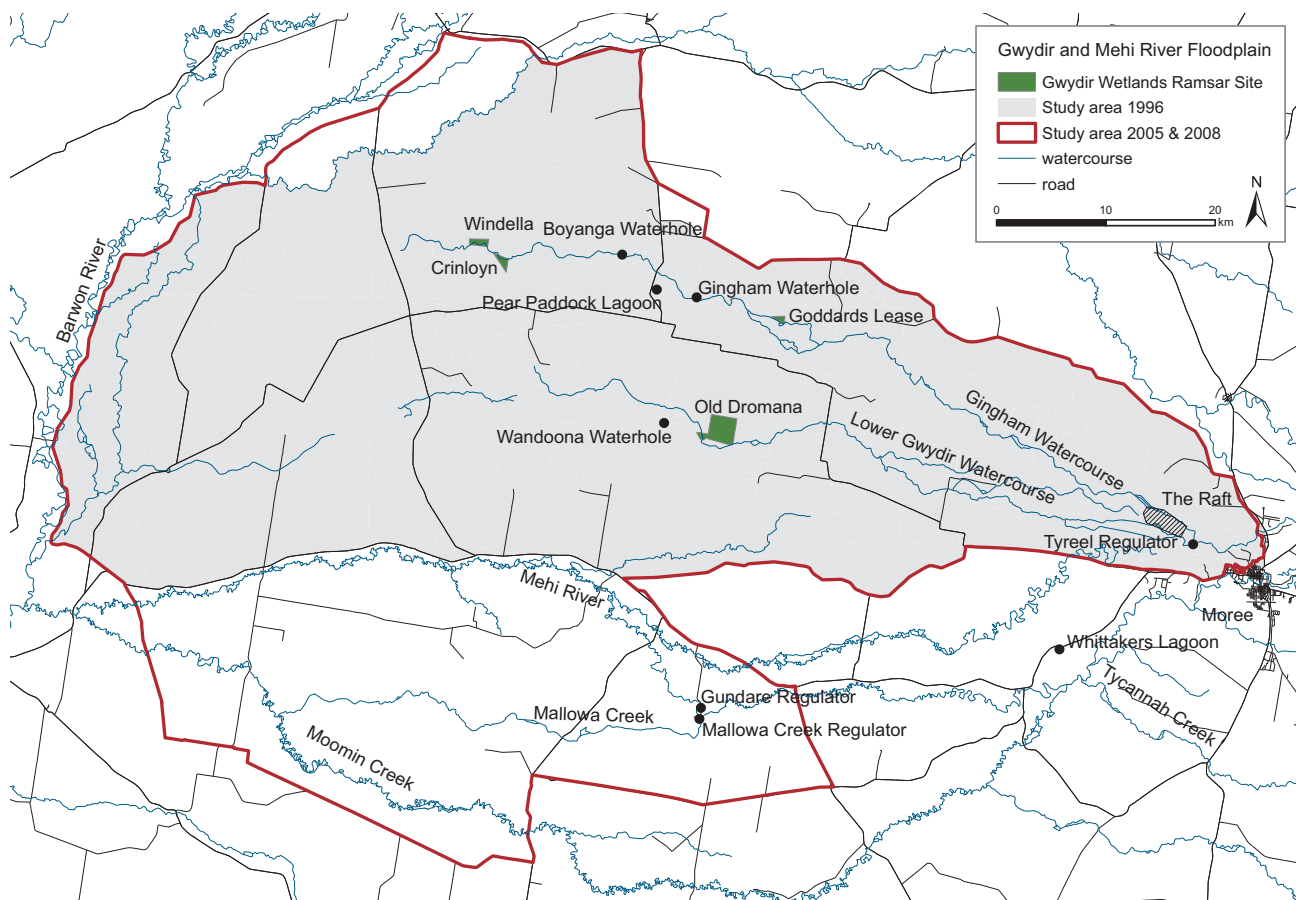 Gwydir and Mehi River Floodplain
Gwydir Wetlands Ramsar Site
Study area 1996
Study area 2005 & 2008
watercourse
road
N
0 10 20
km
Windella
Boyanga Waterhole
Crinloyn
Barwon River
Pear Paddock Lagoon
Gingham Waterhole
Goddards Lease
Old Dromana
Wandoona Waterhole
Gingham Watercourse
Lower Gwydir Watercourse
The Raft
Tyreel Regulator
Mehi River
Moree
Whittakers Lagoon
Tycannah Creek
Gundare Regulator
Mallowa Creek
Mallowa Creek Regulator
Moomin Creek